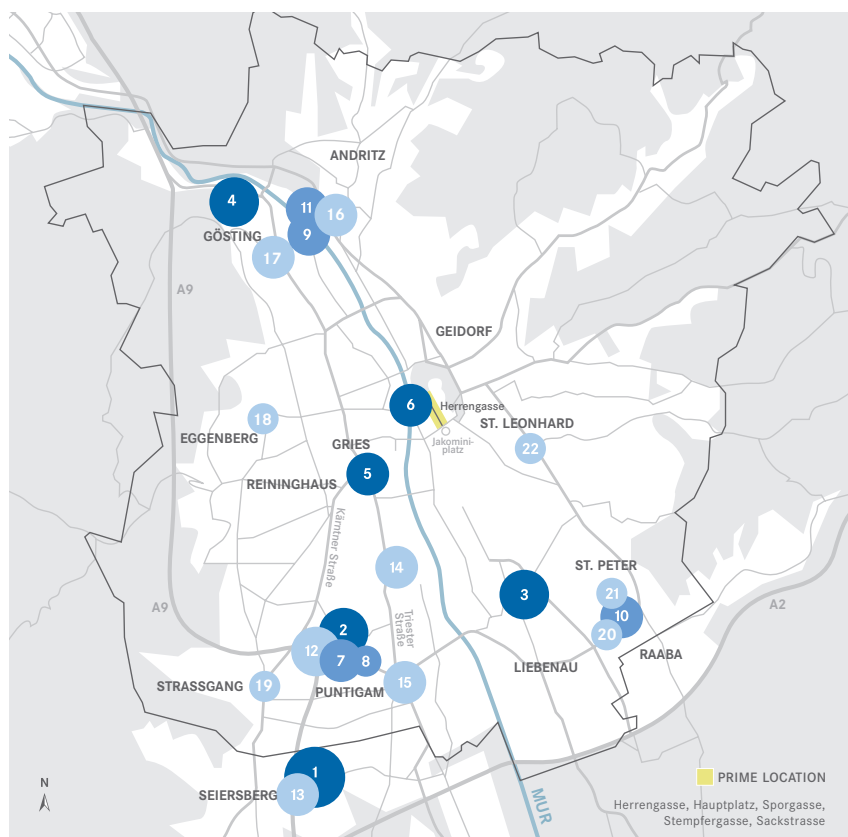 ANDRITZ
4
11
16
GÖSTING
9
17
A9
GEIDORF
6
Herrengasse
18
EGGENBERG
GRIES
ST. LEONHARD
Jakomini-
platz
22
5
REININGHAUS
Kärntner Straße
14
ST. PETER
3
21
A9
A2
10
2
Triester
Straße
20
12
7
8
LIEBENAU
RAABA
STRASSGANG
19
PUNTIGAM
15
1
SEIERSBERG
13
N
MUR
PRIME LOCATION
Herrengasse, Hauptplatz, Sporgasse,
Stempfergasse, Sackstrasse